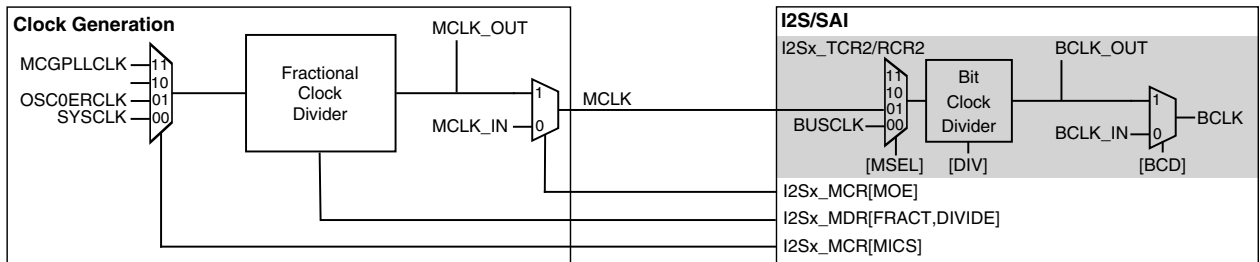 Clock Generation
MCGPLLCLK
11
10
OSC0ERCLK
01
SYSCLK
00
Fractional
Clock
Divider
MCLK_OUT
MCLK_IN
1
0
MCLK
I2S/SAI
I2Sx_TCR2/RCR2
11
10
01
BUSCLK
00
[MSEL]
Bit
Clock
Divider
[DIV]
BCLK_OUT
BCLK_IN
1
0
[BCD]
BCLK
I2Sx_MCR[MOE]
I2Sx_MDR[FRACT,DIVIDE]
I2Sx_MCR[MICS]